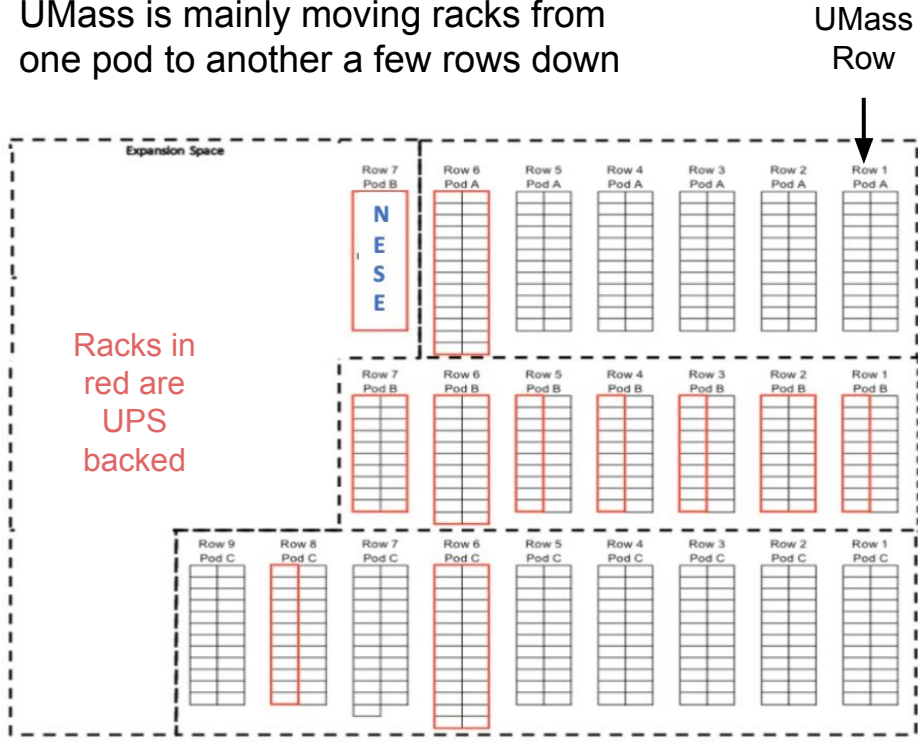 UMass is mainly moving racks from
one pod to another a few rows down
UMass
Row
Expansion Space
Row 7
Pod B
Row 6
Pod A
Row 5
Pod A
Row 4
Pod A
Row 3
Pod A
Row 2
Pod A
Row 1
Pod A
N
E
S
E
Racks in
red are
UPS
backed
Row 7
Pod B
Row 6
Pod B
Row 5
Pod B
Row 4
Pod B
Row 3
Pod B
Row 2
Pod B
Row 1
Pod B
Row 9
Pod C
Row 8
Pod C
Row 7
Pod C
Row 6
Pod C
Row 5
Pod C
Row 4
Pod C
Row 3
Pod C
Row 2
Pod C
Row 1
Pod C